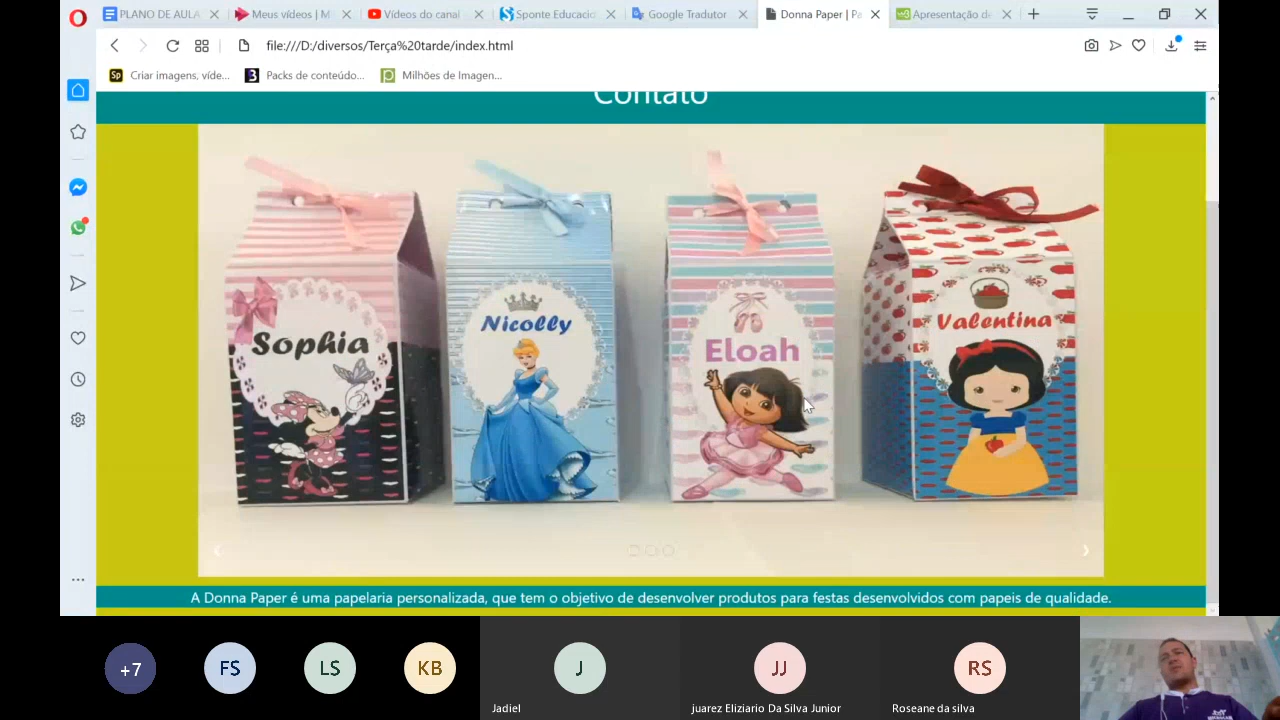 PLANO DE AULA
Meus vídeos | M
Vídeos do canal
Sponte Educacio
Google Tradutor
Donna Paper | Pa
Apresentação de
file:///D:/diversos/Terça%20tarde/index.html
Sp Criar imagens, víde...
Packs de conteúdo...
Milhões de Imagen...
Contato
Sophia
Nicolly
Eloah
Valentina
A Donna Paper é uma papelaria personalizada, que tem o objetivo de desenvolver produtos para festas desenvolvidos com papeis de qualidade.
+7
FS
LS
KB
J
JJ
RS
Jadiel
juarez Eliziario Da Silva Junior
Roseane da silva